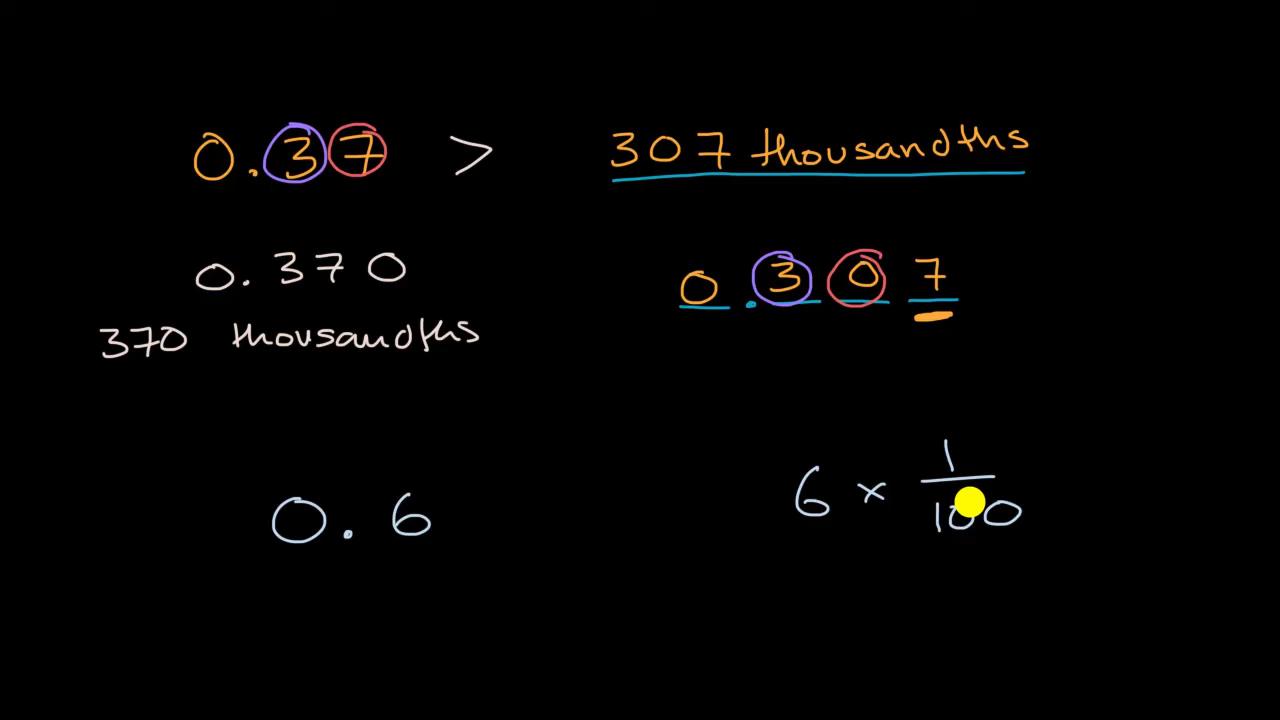 0.37 > 307 thousandths
0.370 0.307
370 thousandths
0.6 6 × 1/100